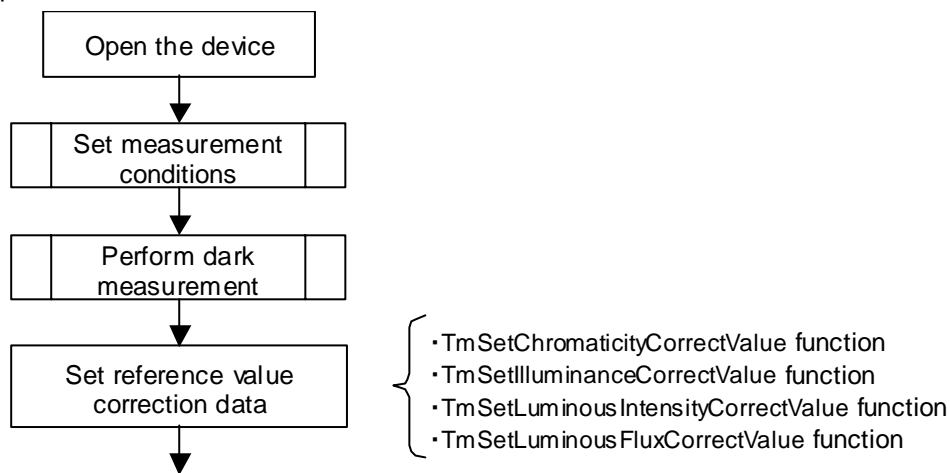 Open the device
Set measurement
conditions
Perform dark
measurement
Set reference value
correction data
・TmSetChromaticityCorrectValue function
・TmSetIlluminanceCorrectValue function
・TmSetLuminousIntensityCorrectValue function
・TmSetLuminousFluxCorrectValue function